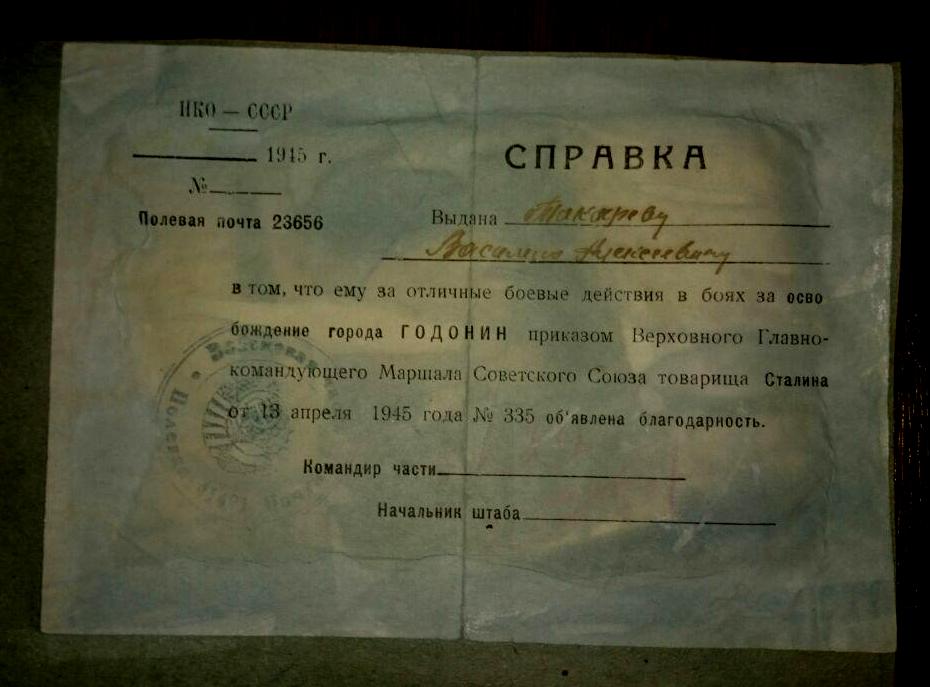 НКО — СССР
1945 г.
№
Полевая почта 23656
СПРАВКА
Выдана Токареву
Василию Алексеевичу
в том, что ему за отличные боевые действия в боях за осво
бождение города ГОДОНИН приказом Верховного Главно-
командующего Маршала Советского Союза товарища Сталина
от 13 апреля 1945 года № 335 об'явлена благодарность.
Командир части
Начальник штаба